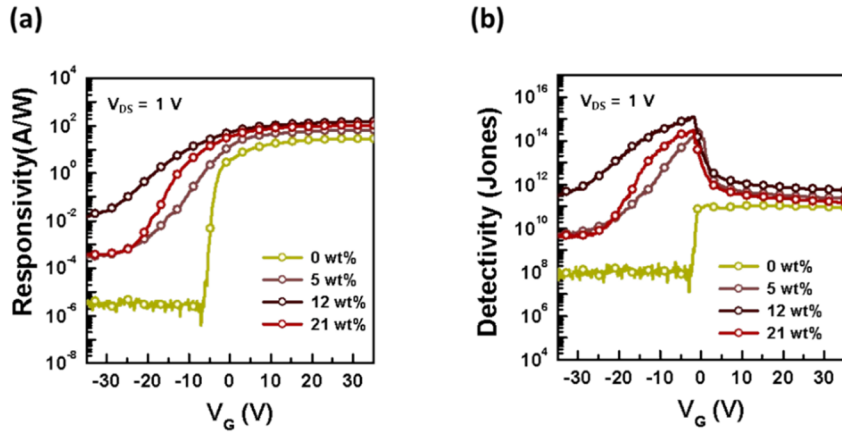 (a)
(b)
Responsivity(A/W)
10^4
10^2
10^0
10^-2
10^-4
10^-6
10^-8
V_DS = 1 V
0 wt%
5 wt%
12 wt%
21 wt%
-30 -20 -10 0 10 20 30
V_G (V)
Detectivity (Jones)
10^16
10^14
10^12
10^10
10^8
10^6
10^4
V_DS = 1 V
0 wt%
5 wt%
12 wt%
21 wt%
-30 -20 -10 0 10 20 30
V_G (V)